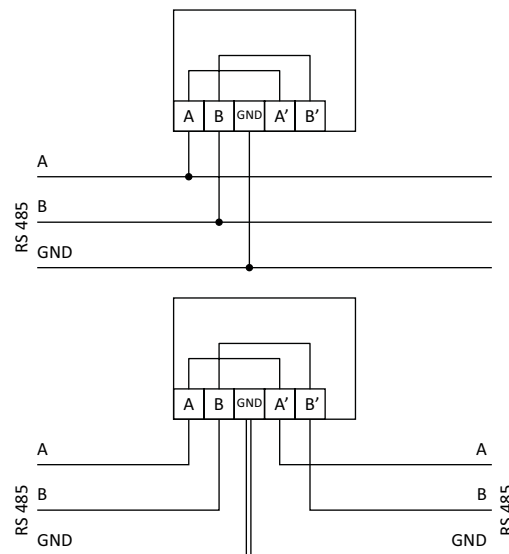 A B GND A’ B’
A
B
RS 485
GND
A B GND A’ B’
A A
B B
RS 485 RS 485
GND GND